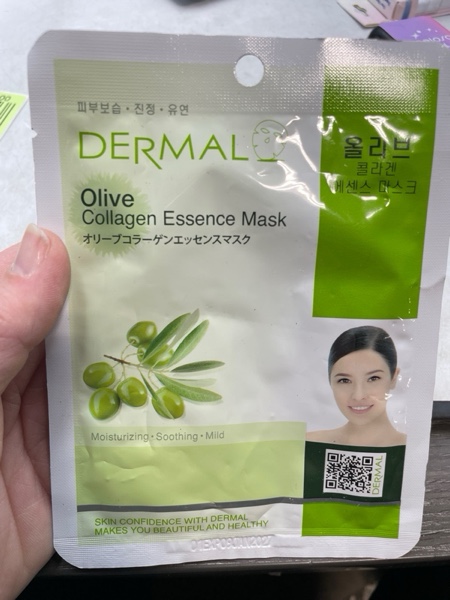 피부보습 · 진정 · 유연
DERMAL
올리브
콜라겐
에센스 마스크
Olive
Collagen Essence Mask
オリーブコラーゲンエッセンスマスク
Moisturizing · Soothing · Mild
DERMAL
SKIN CONFIDENCE WITH DERMAL
MAKES YOU BEAUTIFUL AND HEALTHY